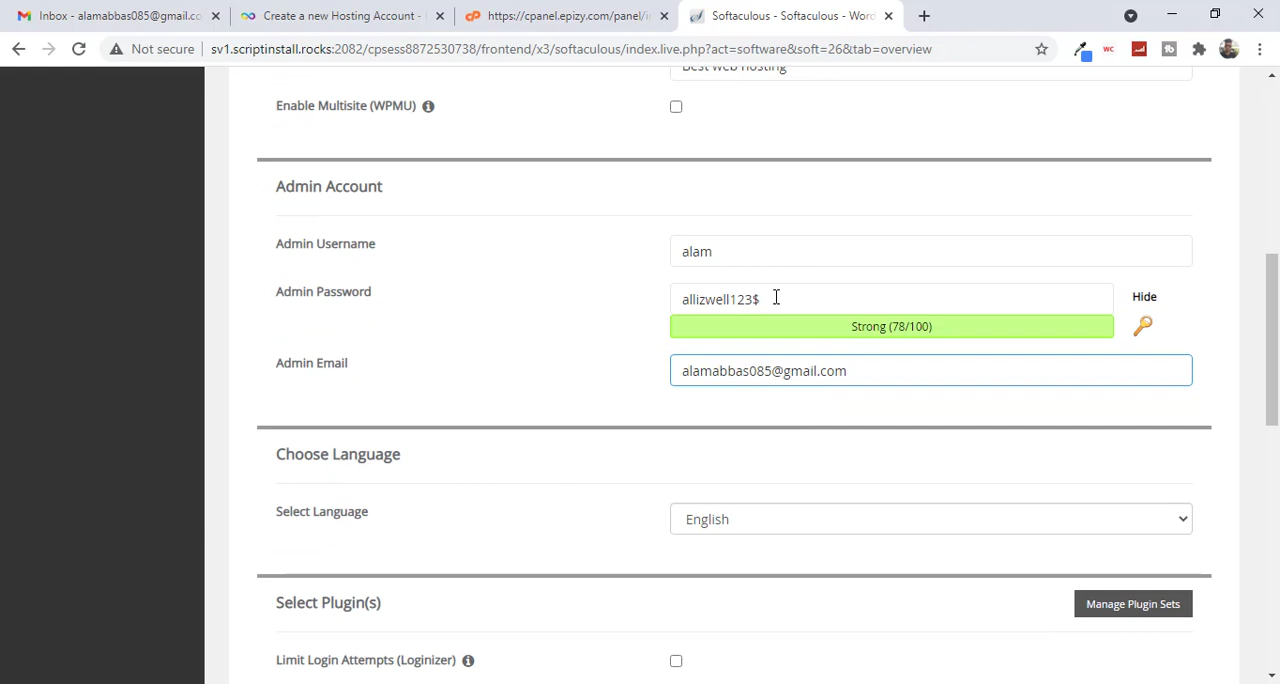 Inbox - alamabbas085@gmail.co
Create a new Hosting Account -
https://cpanel.epizy.com/panel/i
Softaculous - Softaculous - Word
Not secure
sv1.scriptinstall.rocks:2082/cpsess8872530738/frontend/x3/softaculous/index.live.php?act=software&soft=26&tab=overview
WC
Best web hosting
Enable Multisite (WPMU)
Admin Account
Admin Username
alam
Admin Password
allizwell123$
Hide
Strong (78/100)
Admin Email
alamabbas085@gmail.com
Choose Language
Select Language
English
Select Plugin(s)
Manage Plugin Sets
Limit Login Attempts (Loginizer)